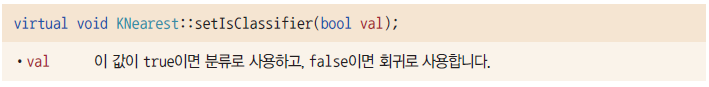 virtual void KNearest::setIsClassifier(bool val);
• val 이 값이 true이면 분류로 사용하고, false이면 회귀로 사용합니다.